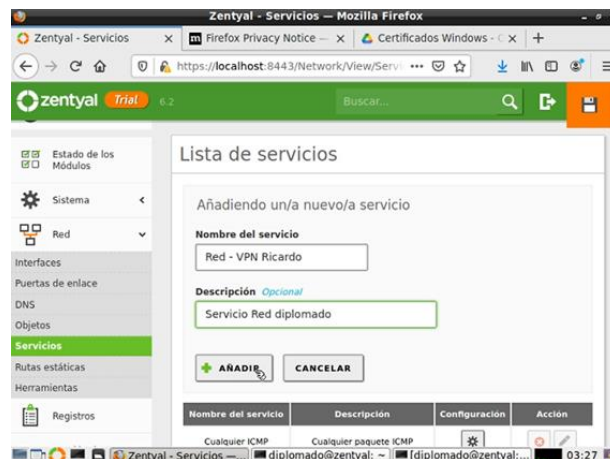 Zentyal - Servicios — Mozilla Firefox
Zentyal - Servicios × Firefox Privacy Notice — × Certificados Windows - × +
https://localhost:8443/Network/View/Servi
zentyal Trial 6.2 Buscar...
Estado de los
Módulos
Sistema
Red
Interfaces
Puertas de enlace
DNS
Objetos
Servicios
Rutas estáticas
Herramientas
Registros
Lista de servicios
Añadiendo un/a nuevo/a servicio
Nombre del servicio
Red - VPN Ricardo
Descripción Opcional
Servicio Red diplomado
+ AÑADIR CANCELAR
Nombre del servicio Descripción Configuración Acción
Cualquier ICMP Cualquier paquete ICMP
Zentyal - Servicios —... diplomado@zentyal: ~ [diplomado@zentyal:... 03:27